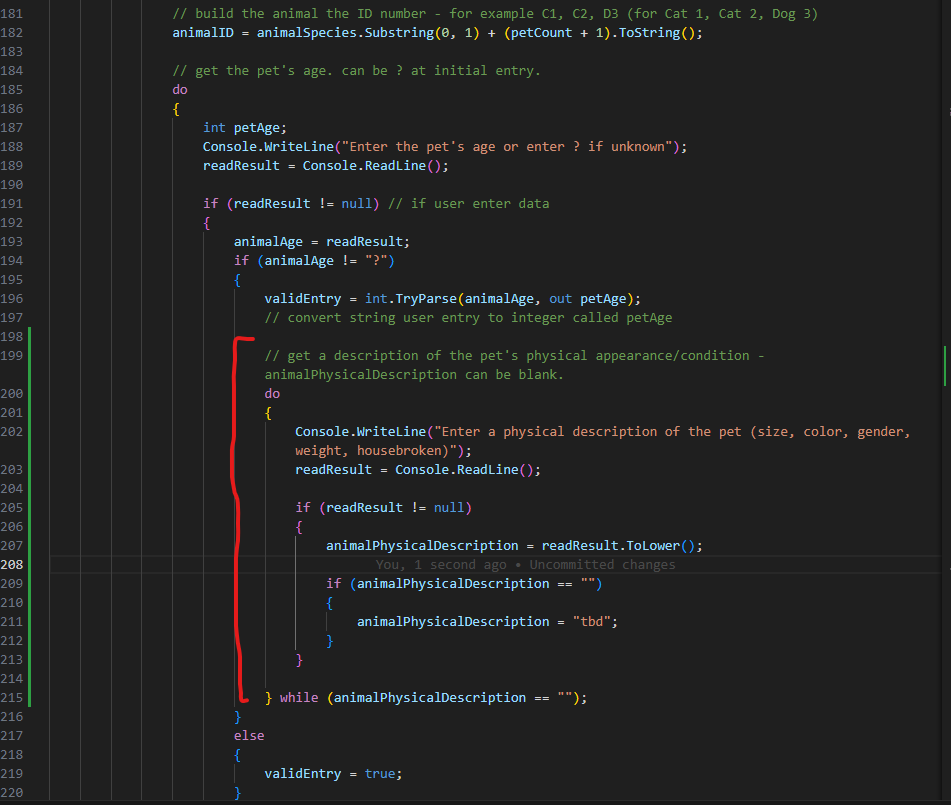 181 // build the animal the ID number - for example C1, C2, D3 (for Cat 1, Cat 2, Dog 3)
182 animalID = animalSpecies.Substring(0, 1) + (petCount + 1).ToString();
183
184 // get the pet's age. can be ? at initial entry.
185 do
186 {
187 int petAge;
188 Console.WriteLine("Enter the pet's age or enter ? if unknown");
189 readResult = Console.ReadLine();
190
191 if (readResult != null) // if user enter data
192 {
193 animalAge = readResult;
194 if (animalAge != "?")
195 {
196 validEntry = int.TryParse(animalAge, out petAge);
197 // convert string user entry to integer called petAge
198
199 // get a description of the pet's physical appearance/condition -
animalPhysicalDescription can be blank.
200 do
201 {
202 Console.WriteLine("Enter a physical description of the pet (size, color, gender,
weight, housebroken)");
203 readResult = Console.ReadLine();
204
205 if (readResult != null)
206 {
207 animalPhysicalDescription = readResult.ToLower();
208 You, 1 second ago • Uncommitted changes
209 if (animalPhysicalDescription == "")
210 {
211 animalPhysicalDescription = "tbd";
212 }
213 }
214
215 } while (animalPhysicalDescription == "");
216 }
217 else
218 {
219 validEntry = true;
220 }